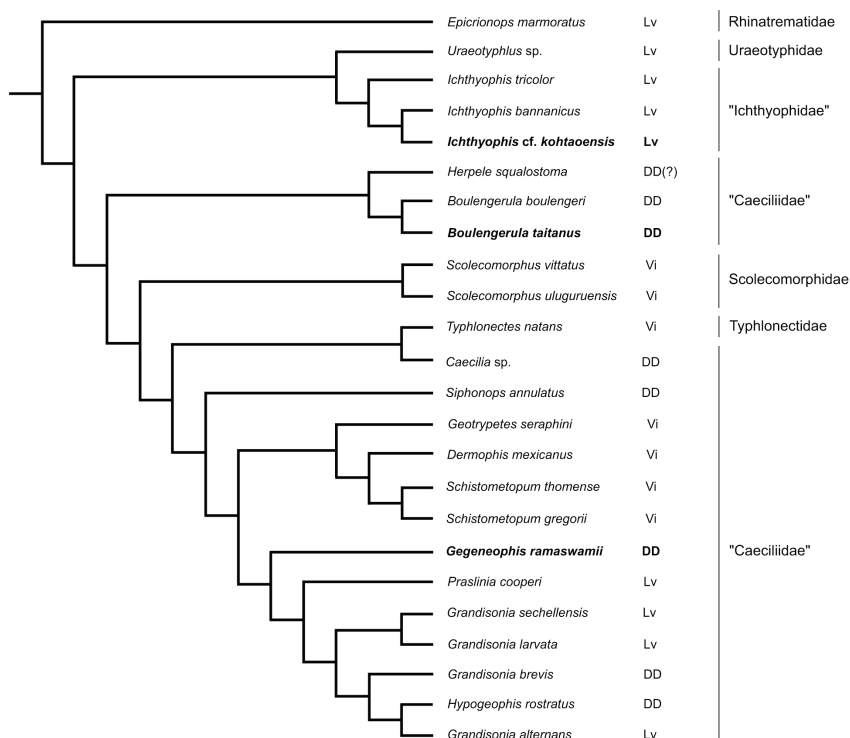 Epicrionops marmoratus Lv Rhinatrematidae
Uraeotyphlus sp. Lv Uraeotyphidae
Ichthyophis tricolor Lv
Ichthyophis bannanicus Lv "Ichthyophidae"
Ichthyophis cf. kohtaoensis Lv
Herpele squalostoma DD(?)
Boulengerula boulengeri DD "Caeciliidae"
Boulengerula taitanus DD
Scolecomorphus vittatus Vi
Scolecomorphidae
Scolecomorphus uluguruensis Vi
Typhlonectes natans Vi Typhlonectidae
Caecilia sp. DD
Siphonops annulatus DD
Geotrypetes seraphini Vi
Dermophis mexicanus Vi
Schistometopum thomense Vi
Schistometopum gregorii Vi
Gegeneophis ramaswamii DD "Caeciliidae"
Praslinia cooperi Lv
Grandisonia sechellensis Lv
Grandisonia larvata Lv
Grandisonia brevis DD
Hypogeophis rostratus DD
Grandisonia alternans Lv